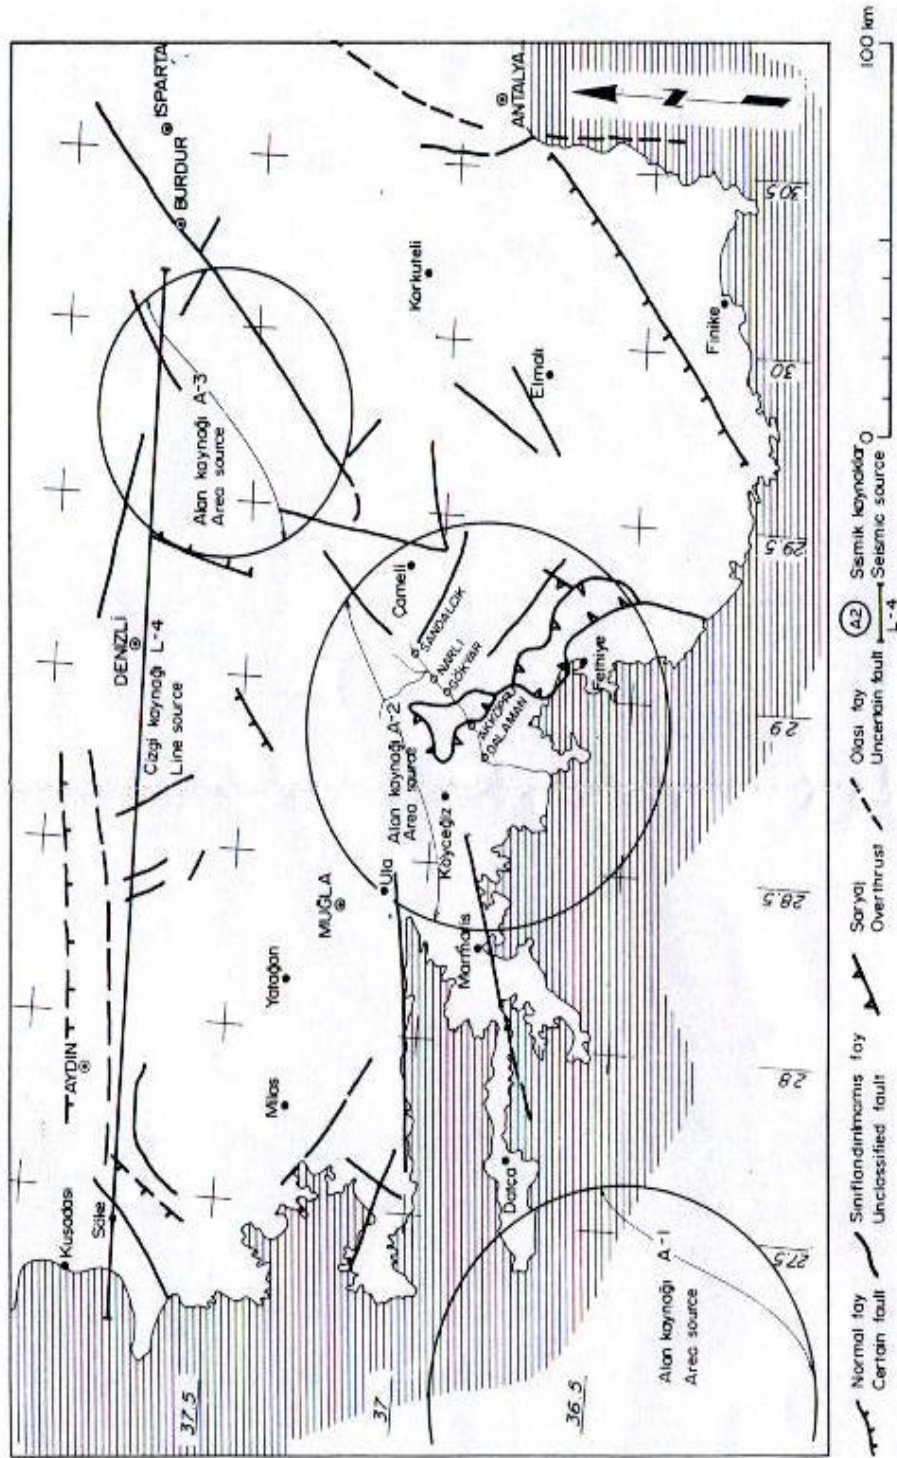 Kuşadası
Söke
AYDIN
DENİZLİ
Çizgi kaynağı L-4
Line source
BURDUR
ISPARTA
Alan kaynağı A-3
Area source
Milas
Yatağan
MUĞLA
Ula
Alan kaynağı A-2
Area source
Köyceğiz
Çameli
SANDALCIK
NARLI
GÖKYAR
AKKÖPRÜ
DALAMAN
Fethiye
Korkuteli
Elmalı
ANTALYA
Finike
Marmaris
Datça
Alan kaynağı A-1
Area source
37.5
37
36.5
27.5
28
28.5
29
29.5
30
30.5
Normal fay
Certain fault
Sınıflandırılmamış fay
Unclassified fault
Şaryaj
Overthrust
Olası fay
Uncertain fault
A2
L-4
Sismik kaynaklar
Seismic source
0
100 km